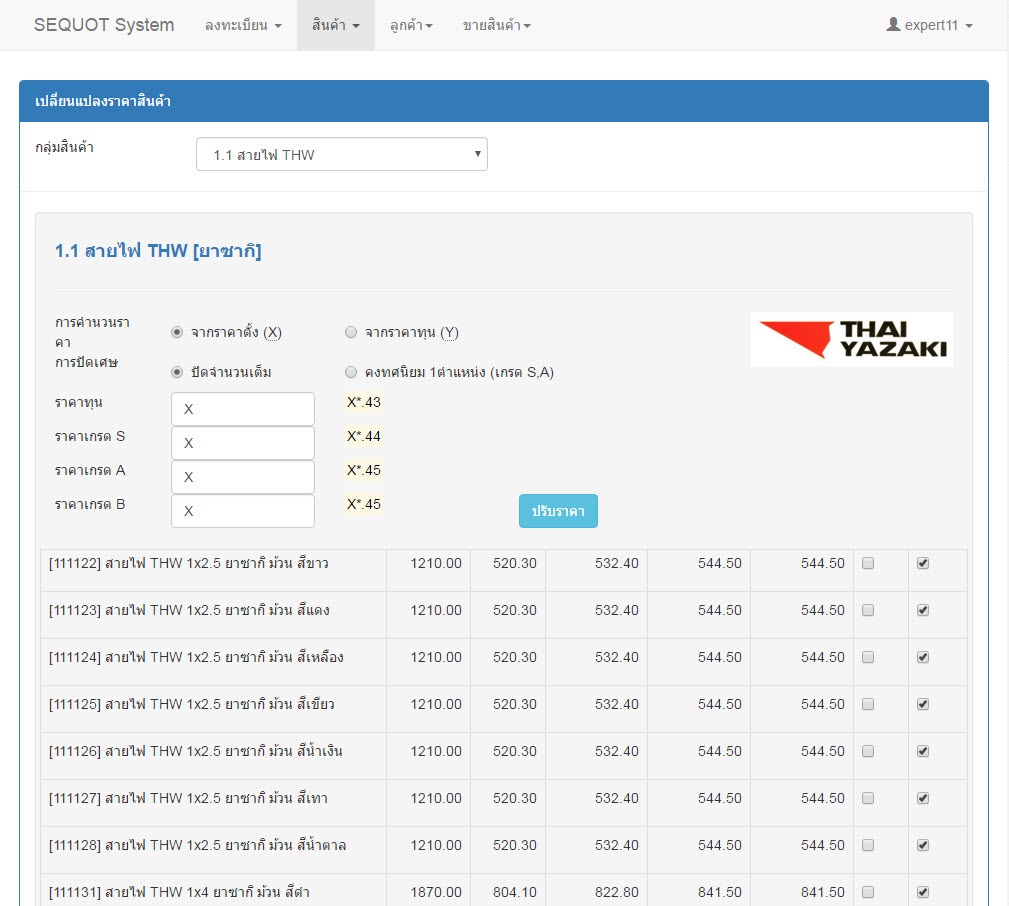 SEQUOT System ลงทะเบียน สินค้า ลูกค้า ขายสินค้า expert11
เปลี่ยนแปลงราคาสินค้า
กลุ่มสินค้า 1.1 สายไฟ THW
1.1 สายไฟ THW [ยาซากิ]
การคำนวนรา
คา
จากราคาตั้ง (X) จากราคาทุน (Y)
THAI
YAZAKI
การปัดเศษ
ปัดจำนวนเต็ม คงทศนิยม 1ตำแหน่ง (เกรด S,A)
ราคาทุน X X*.43
ราคาเกรด S X X*.44
ราคาเกรด A X X*.45
ราคาเกรด B X X*.45 ปรับราคา
[111122] สายไฟ THW 1x2.5 ยาซากิ ม้วน สีขาว 1210.00 520.30 532.40 544.50 544.50
[111123] สายไฟ THW 1x2.5 ยาซากิ ม้วน สีแดง 1210.00 520.30 532.40 544.50 544.50
[111124] สายไฟ THW 1x2.5 ยาซากิ ม้วน สีเหลือง 1210.00 520.30 532.40 544.50 544.50
[111125] สายไฟ THW 1x2.5 ยาซากิ ม้วน สีเขียว 1210.00 520.30 532.40 544.50 544.50
[111126] สายไฟ THW 1x2.5 ยาซากิ ม้วน สีน้ำเงิน 1210.00 520.30 532.40 544.50 544.50
[111127] สายไฟ THW 1x2.5 ยาซากิ ม้วน สีเทา 1210.00 520.30 532.40 544.50 544.50
[111128] สายไฟ THW 1x2.5 ยาซากิ ม้วน สีน้ำตาล 1210.00 520.30 532.40 544.50 544.50
[111131] สายไฟ THW 1x4 ยาซากิ ม้วน สีดำ 1870.00 804.10 822.80 841.50 841.50